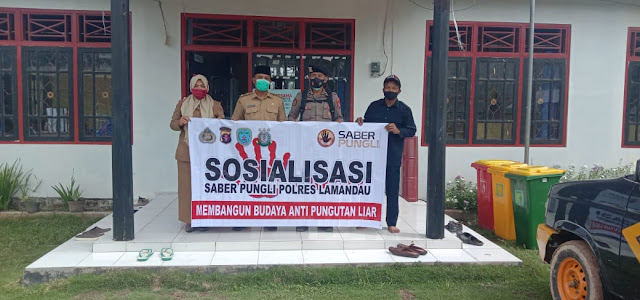 SABER
PUNGLI
SOSIALISASI
SABER PUNGLI POLRES LAMANDAU
MEMBANGUN BUDAYA ANTI PUNGUTAN LIAR